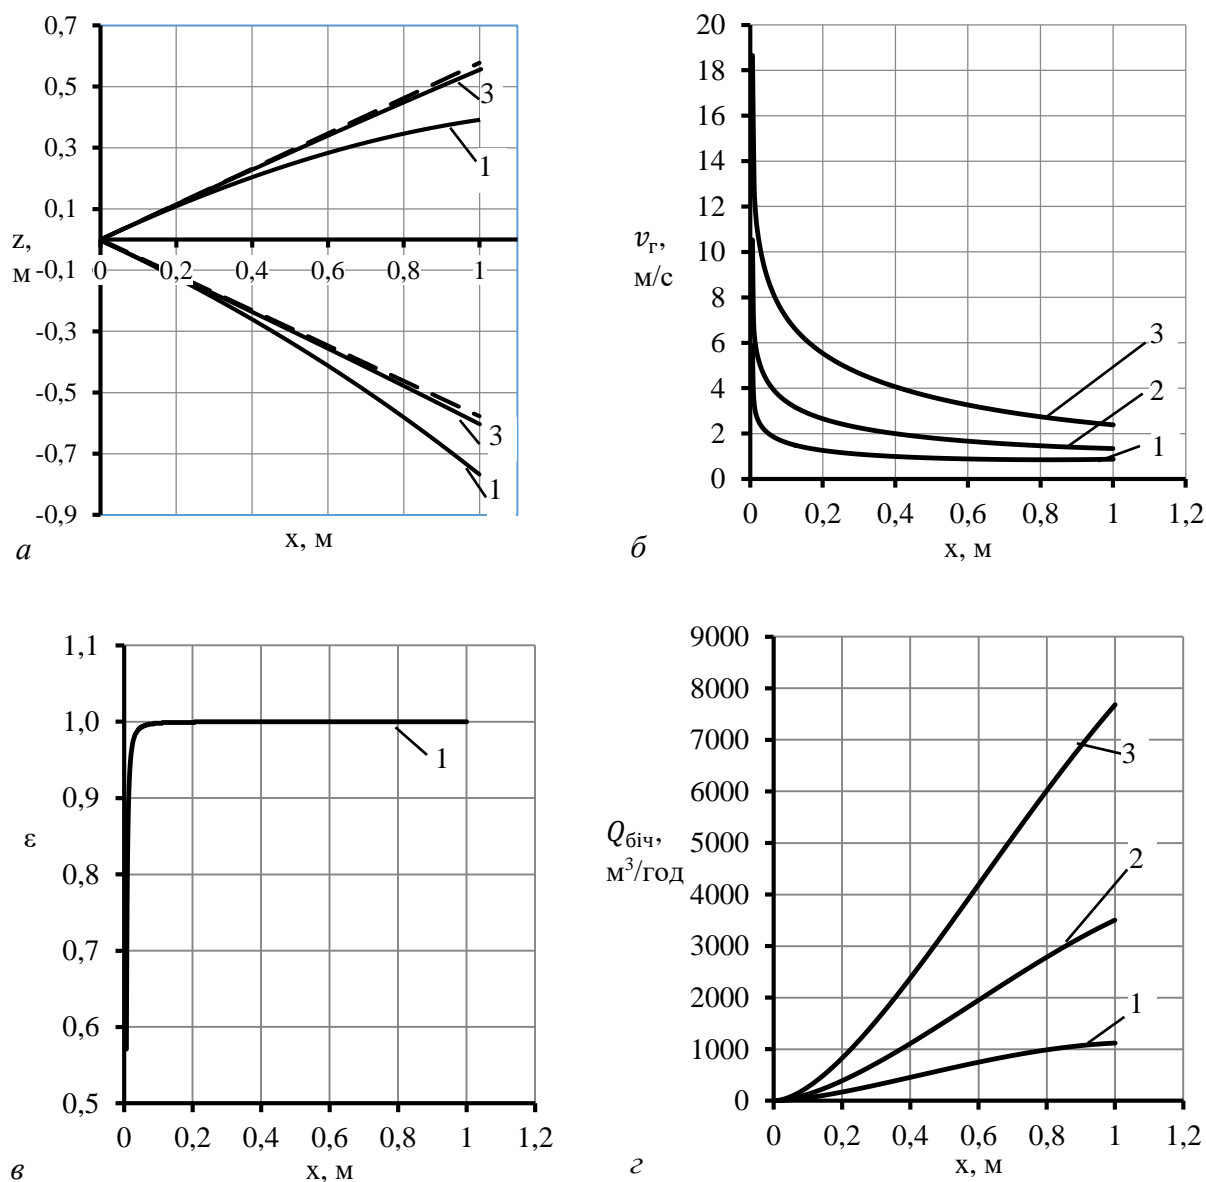 0,7
0,5
0,3
0,1
z,
м
-0,1
-0,3
-0,5
-0,7
-0,9
0 0,2 0,4 0,6 0,8 1
3
1
3
1
x, м
а
20
18
16
14
12
10
8
6
4
2
0
v г,
м/с
3
2
1
0 0,2 0,4 0,6 0,8 1 1,2
x, м
б
1,1
1,0
0,9
0,8
0,7
0,6
0,5
ε
1
0 0,2 0,4 0,6 0,8 1 1,2
x, м
в
9000
8000
7000
6000
5000
4000
3000
2000
1000
0
Qбіч,
м³/год
3
2
1
0 0,2 0,4 0,6 0,8 1 1,2
x, м
г